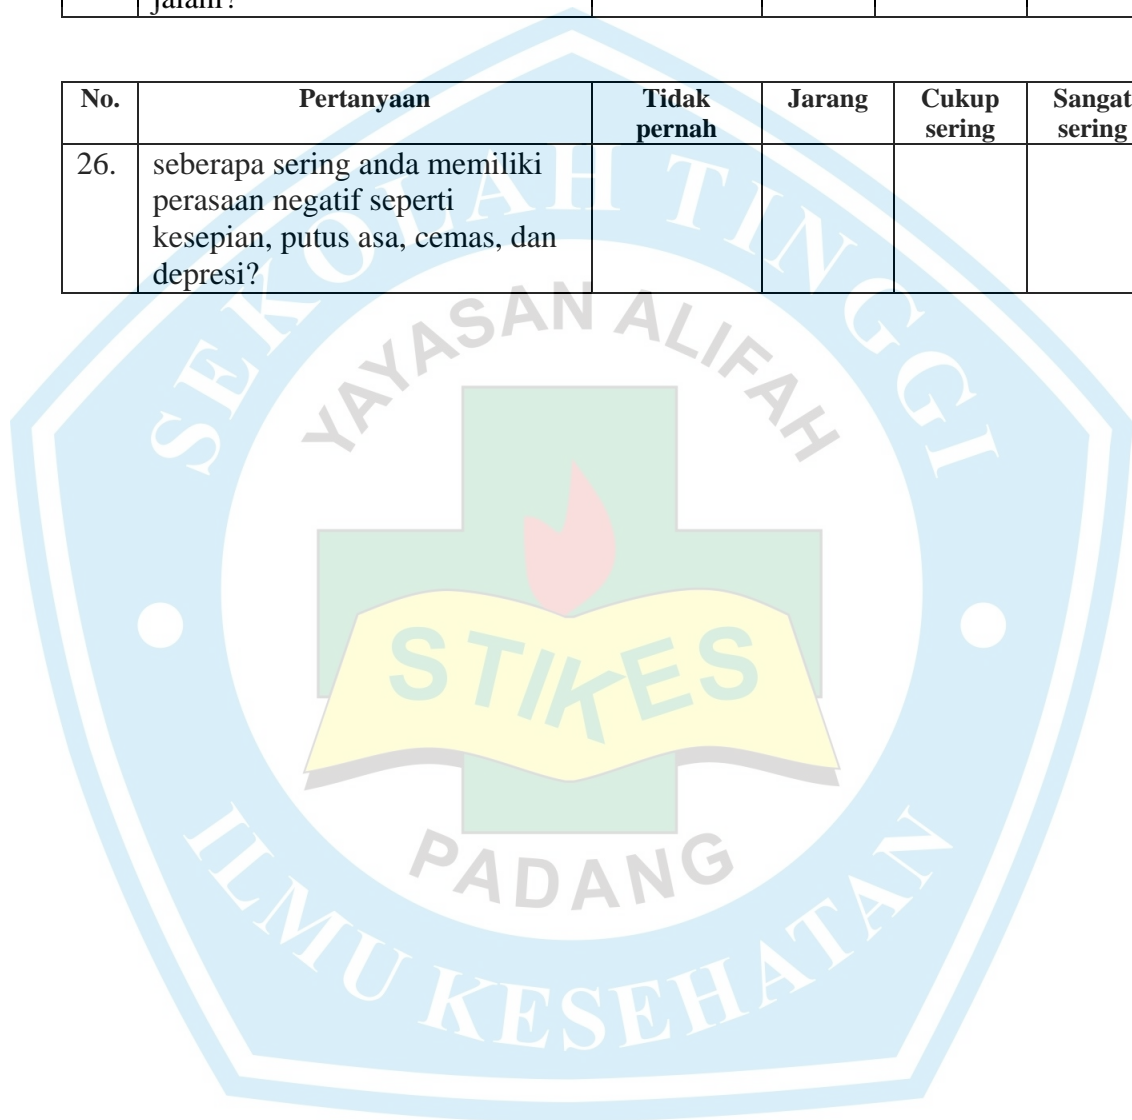 jalani?
No. Pertanyaan Tidak pernah Jarang Cukup sering Sangat sering
26. seberapa sering anda memiliki
perasaan negatif seperti
kesepian, putus asa, cemas, dan
depresi?
SEKOLAH TINGGI
YAYASAN ALIFAH
STIKES
PADANG
ILMU KESEHATAN